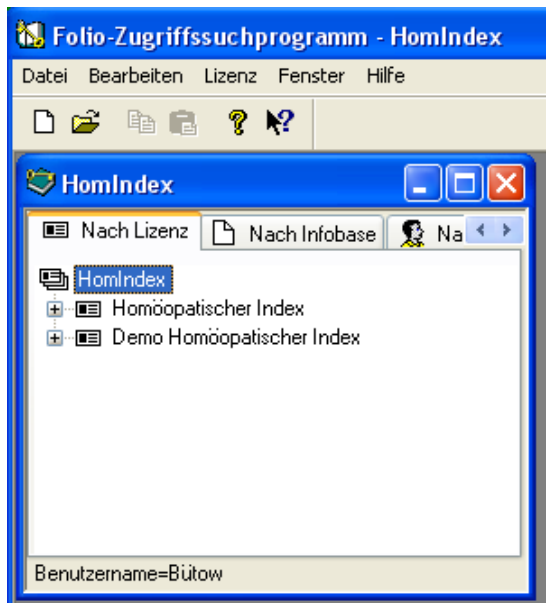 Folio-Zugriffssuchprogramm - HomIndex
Datei Bearbeiten Lizenz Fenster Hilfe
HomIndex
Nach Lizenz Nach Infobase Na
HomIndex
Homöopatischer Index
Demo Homöopatischer Index
Benutzername=Bütow